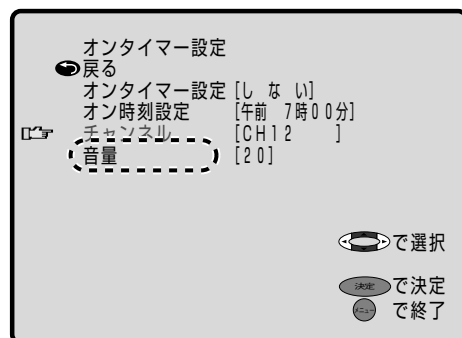 オンタイマー設定
戻る
オンタイマー設定 [し な い]
オン時刻設定 [午前 7時00分]
チャンネル [CH12 ]
音量 [20]
で選択
決定 で決定
メニュー で終了